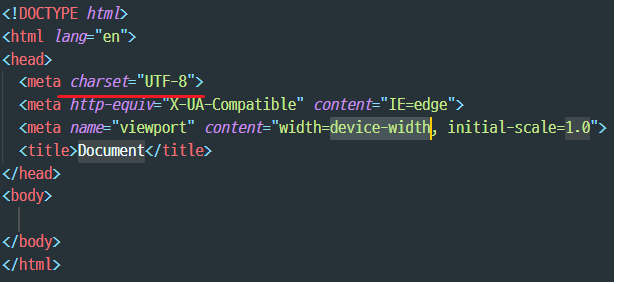 <!DOCTYPE html>
<html lang="en">
<head>
<meta charset="UTF-8">
<meta http-equiv="X-UA-Compatible" content="IE=edge">
<meta name="viewport" content="width=device-width, initial-scale=1.0">
<title>Document</title>
</head>
<body>
</body>
</html>